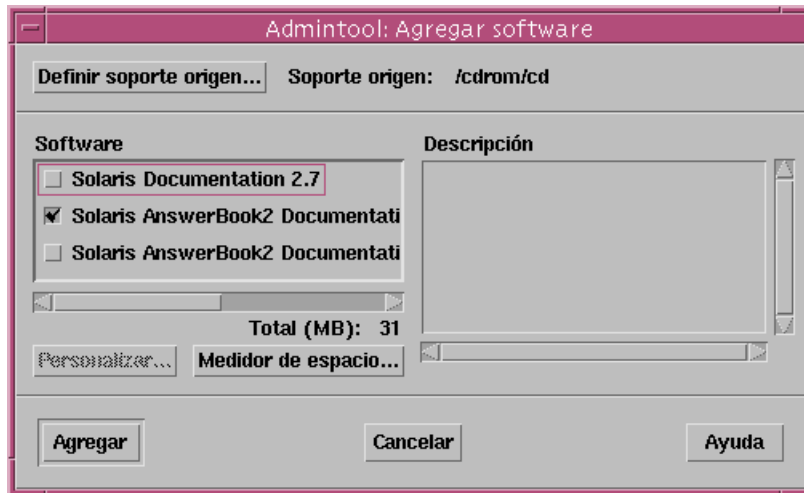 Admintool: Agregar software
Definir soporte origen... Soporte origen: /cdrom/cd
Software
Descripción
Solaris Documentation 2.7
Solaris AnswerBook2 Documentati
Solaris AnswerBook2 Documentati
Total (MB): 31
Personalizar... Medidor de espacio...
Agregar Cancelar Ayuda